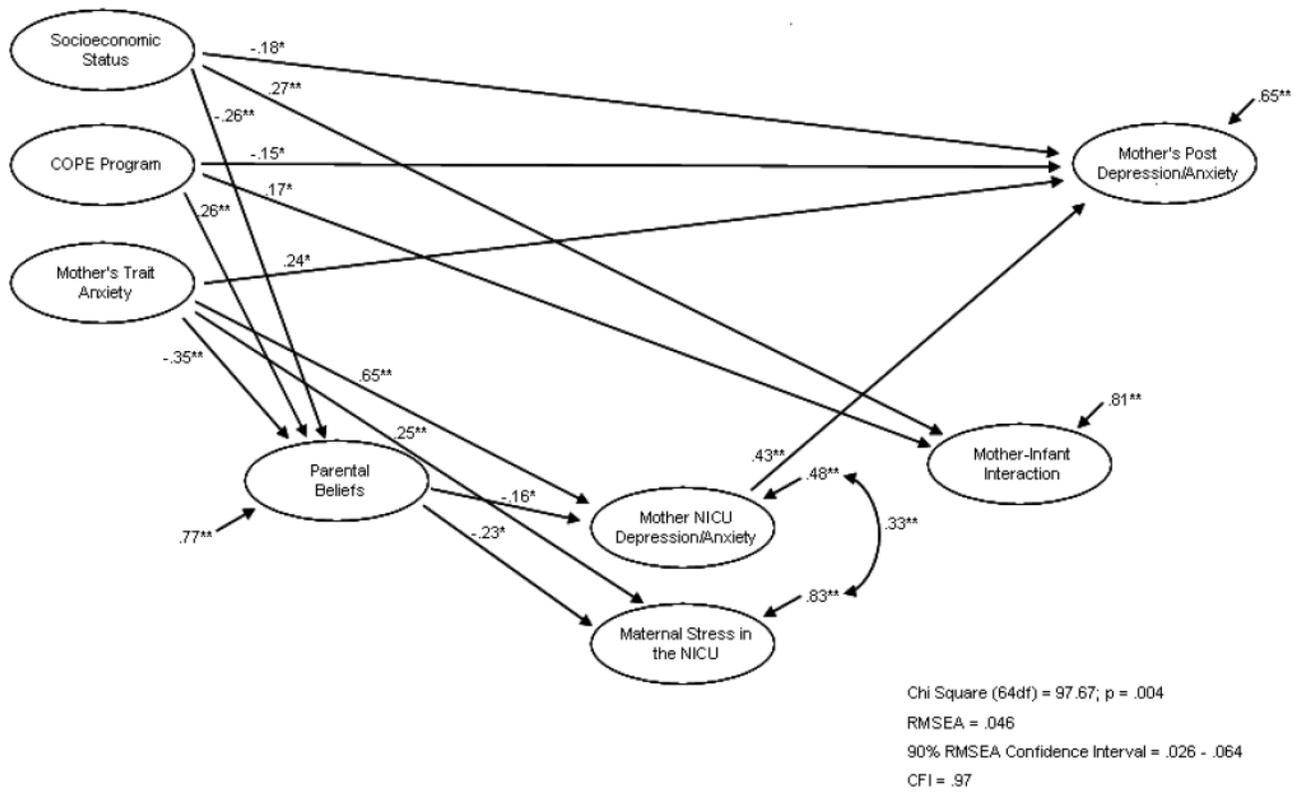 Socioeconomic
Status
-.18*
.27**
-.26**
.65**
COPE Program
-.15*
.17*
.26**
Mother's Post
Depression/Anxiety
Mother's Trait
Anxiety
.24*
-.35**
.65**
.25**
.81**
Parental
Beliefs
.77**
-.16*
-.23*
.43**
.48**
.33**
.83**
Mother-Infant
Interaction
Mother NICU
Depression/Anxiety
Maternal Stress in
the NICU
Chi Square (64df) = 97.67; p = .004
RMSEA = .046
90% RMSEA Confidence Interval = .026 - .064
CFI = .97